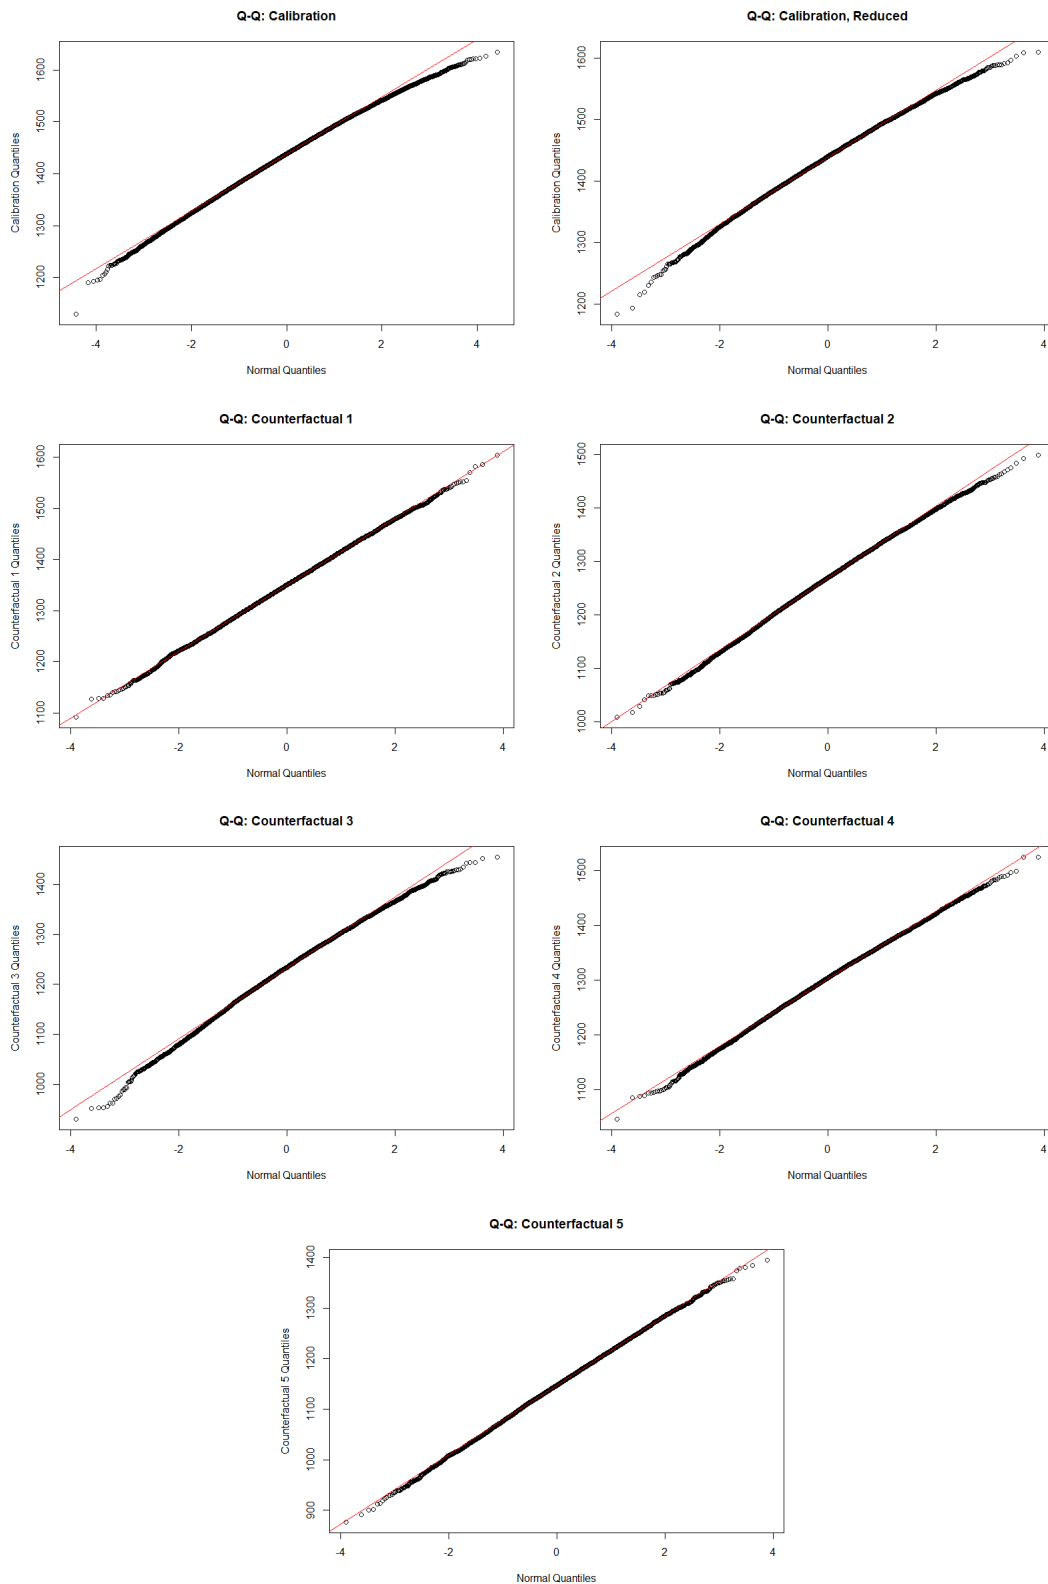 Q-Q: Calibration
Calibration Quantiles
1200 1300 1400 1500 1600
-4 -2 0 2 4
Normal Quantiles
Q-Q: Calibration, Reduced
Calibration Quantiles
1200 1300 1400 1500 1600
-4 -2 0 2 4
Normal Quantiles
Q-Q: Counterfactual 1
Counterfactual 1 Quantiles
1100 1200 1300 1400 1500 1600
-4 -2 0 2 4
Normal Quantiles
Q-Q: Counterfactual 2
Counterfactual 2 Quantiles
1000 1100 1200 1300 1400 1500
-4 -2 0 2 4
Normal Quantiles
Q-Q: Counterfactual 3
Counterfactual 3 Quantiles
1000 1100 1200 1300 1400
-4 -2 0 2 4
Normal Quantiles
Q-Q: Counterfactual 4
Counterfactual 4 Quantiles
1100 1200 1300 1400 1500
-4 -2 0 2 4
Normal Quantiles
Q-Q: Counterfactual 5
Counterfactual 5 Quantiles
900 1000 1100 1200 1300 1400
-4 -2 0 2 4
Normal Quantiles